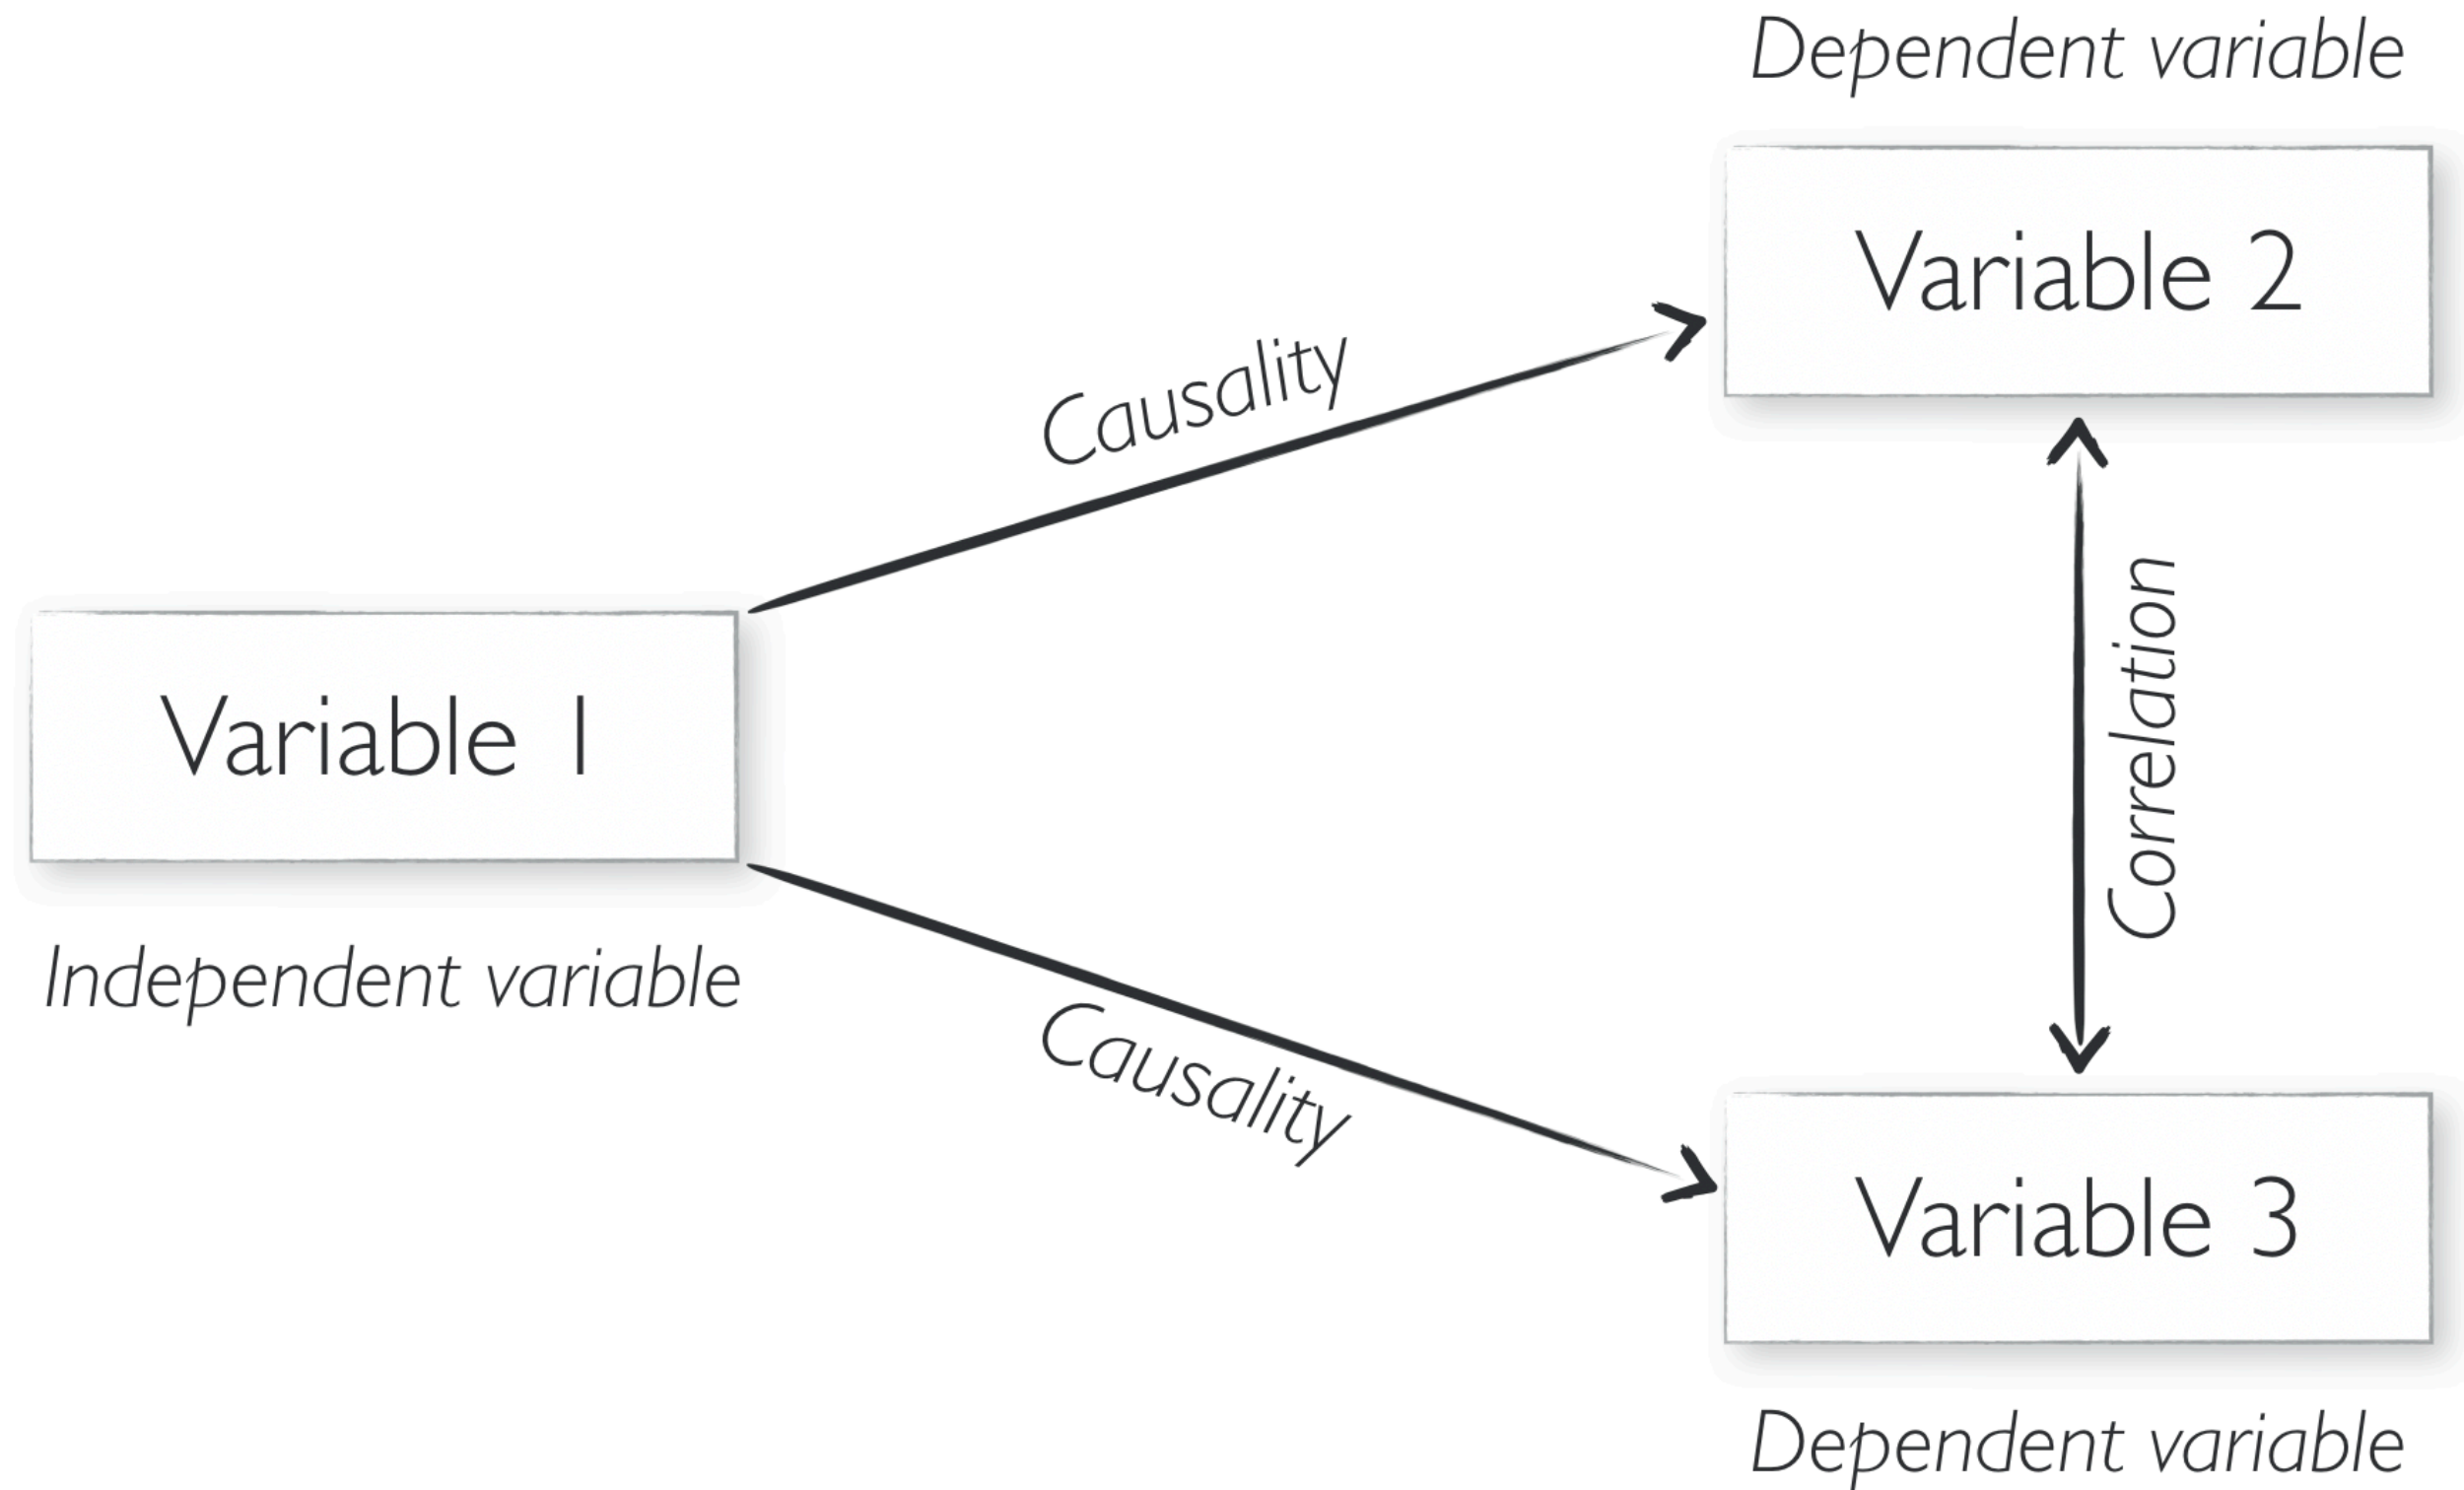 Dependent variable
Variable 2
Causality
Correlation
Variable 1
Independent variable
Causality
Variable 3
Dependent variable